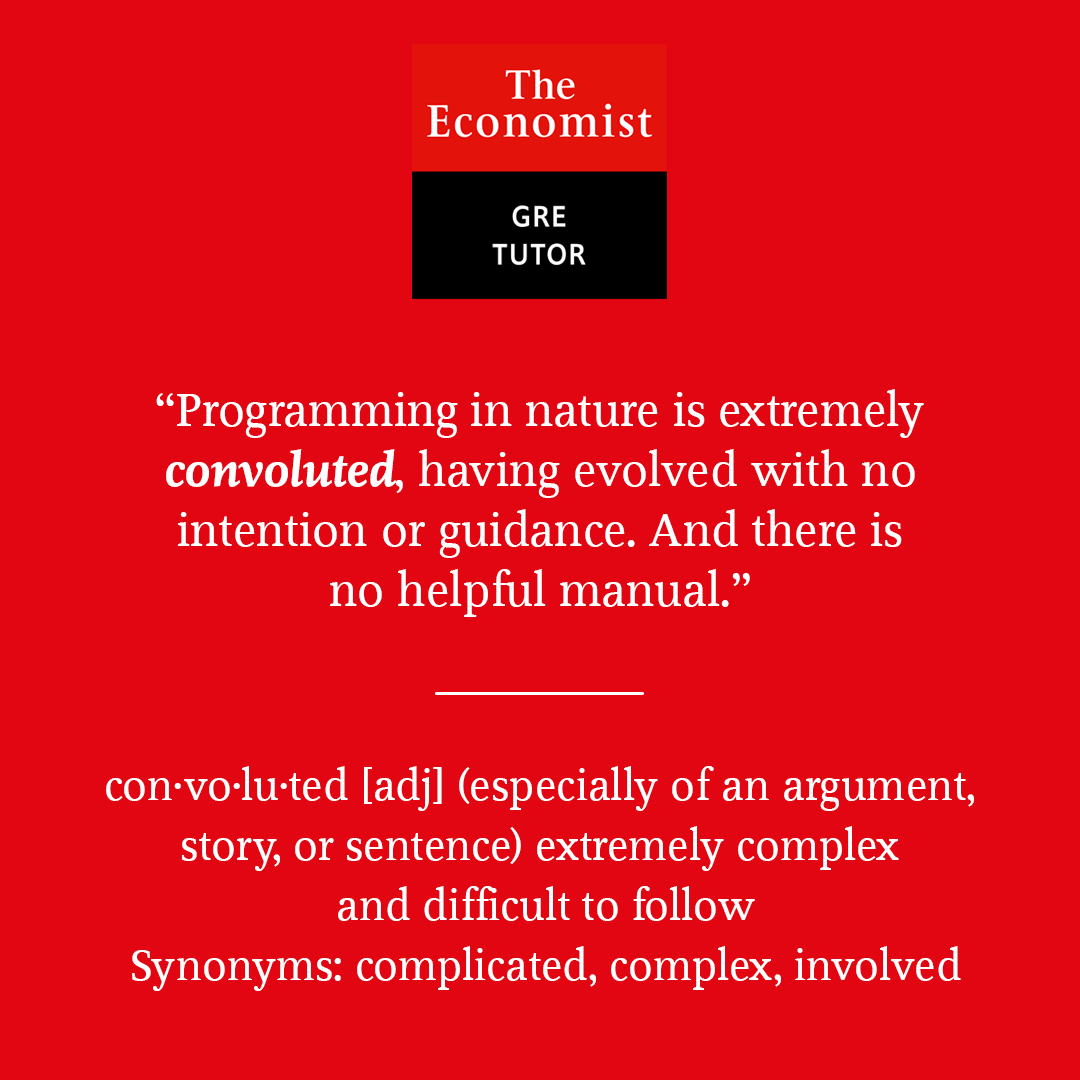 The
Economist
GRE
TUTOR
“Programming in nature is extremely
convoluted, having evolved with no
intention or guidance. And there is
no helpful manual.”
con·vo·lu·ted [adj] (especially of an argument,
story, or sentence) extremely complex
and difficult to follow
Synonyms: complicated, complex, involved